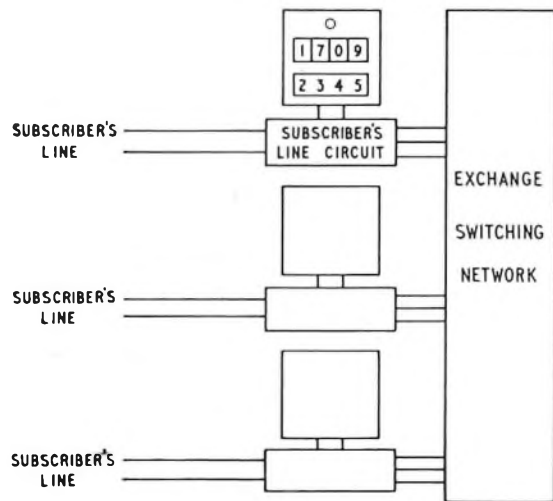 1709
2345
SUBSCRIBER'S
LINE
SUBSCRIBER'S
LINE CIRCUIT
EXCHANGE
SWITCHING
NETWORK
SUBSCRIBER'S
LINE
SUBSCRIBER'S
LINE